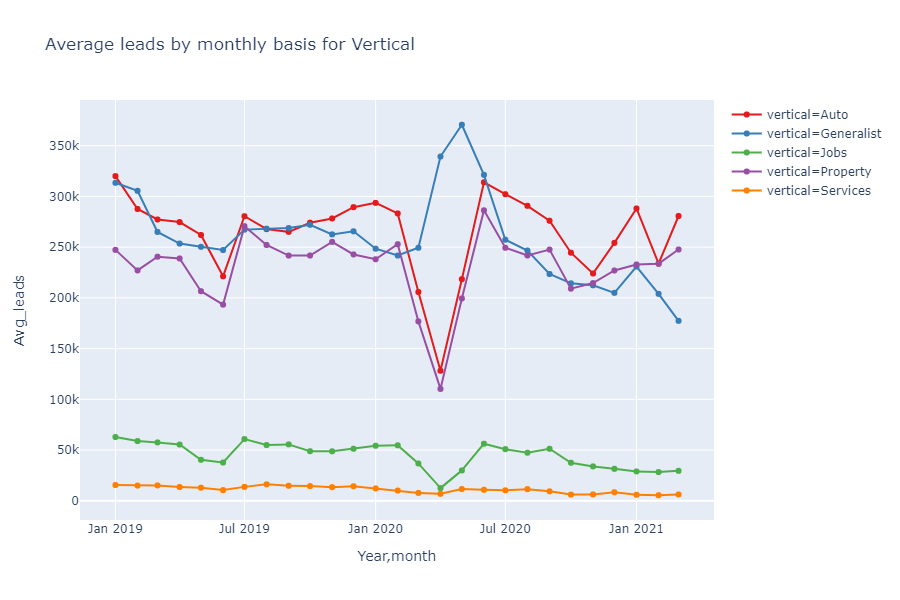 Average leads by monthly basis for Vertical
vertical=Auto
vertical=Generalist
vertical=Jobs
vertical=Property
vertical=Services
350k
300k
250k
200k
150k
100k
50k
0
Avg_leads
Jan 2019
Jul 2019
Jan 2020
Jul 2020
Jan 2021
Year,month